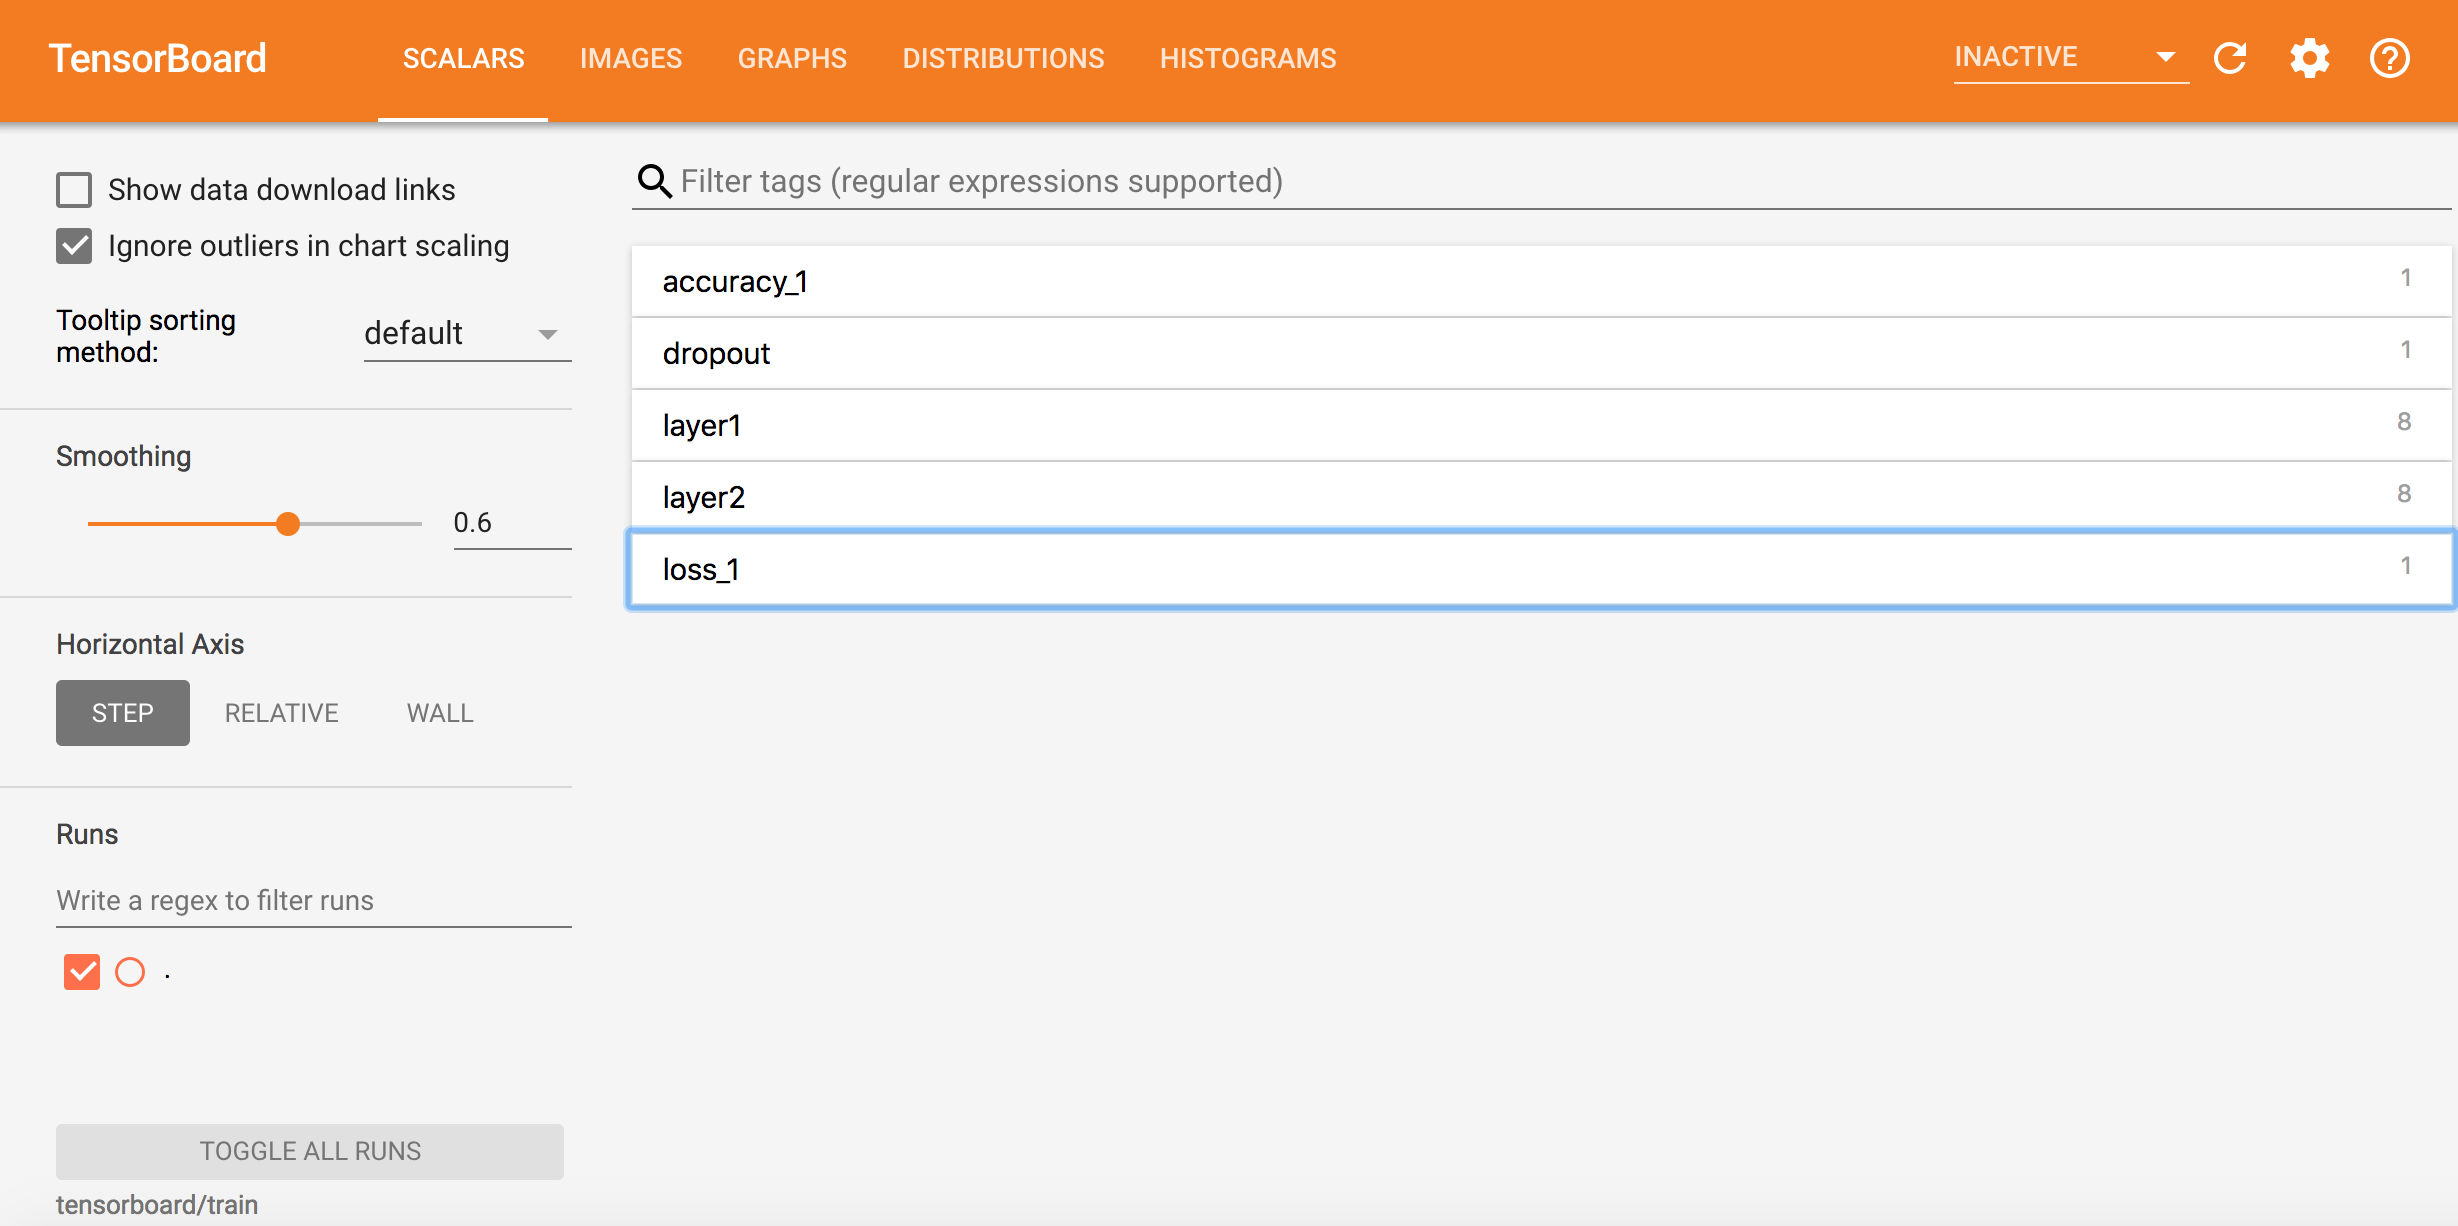 TensorBoard SCALARS IMAGES GRAPHS DISTRIBUTIONS HISTOGRAMS INACTIVE
Show data download links
Ignore outliers in chart scaling
Tooltip sorting
method:
default
Smoothing
0.6
Horizontal Axis
STEP RELATIVE WALL
Runs
Write a regex to filter runs
.
TOGGLE ALL RUNS
tensorboard/train
Filter tags (regular expressions supported)
accuracy_1 1
dropout 1
layer1 8
layer2 8
loss_1 1